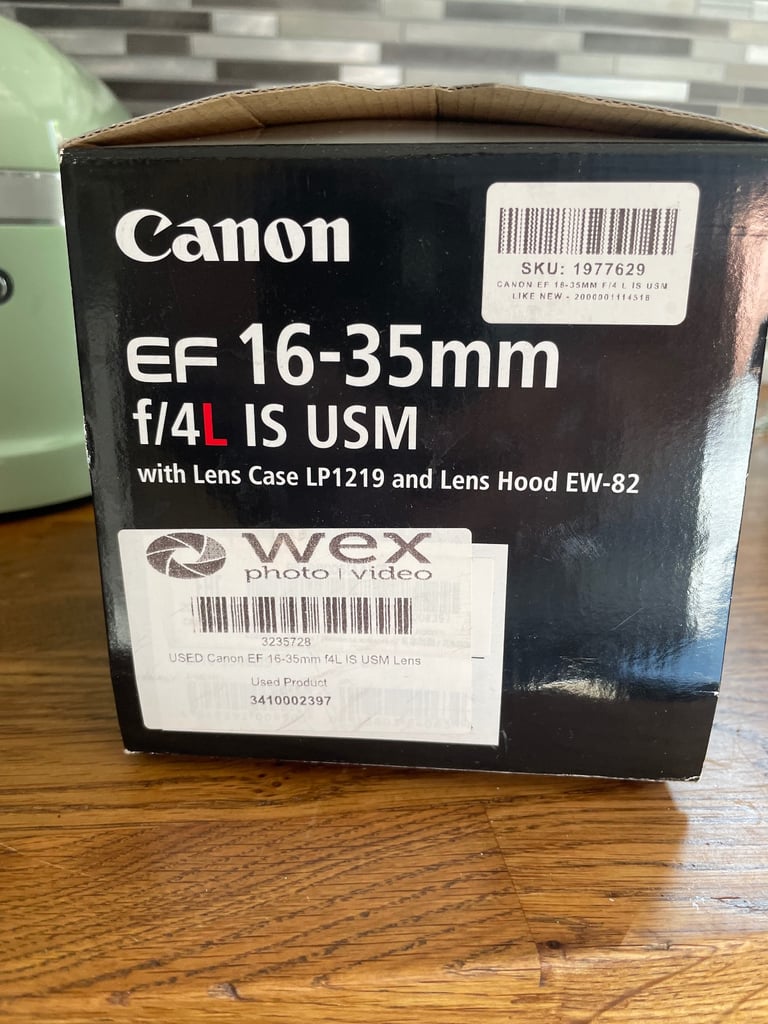 Canon
SKU: 1977629
CANON EF 16-35MM F/4 L IS USM
LIKE NEW - 2000001114518
EF 16-35mm
f/4L IS USM
with Lens Case LP1219 and Lens Hood EW-82
wex
photo | video
3235728
USED Canon EF 16-35mm f4L IS USM Lens
Used Product
3410002397